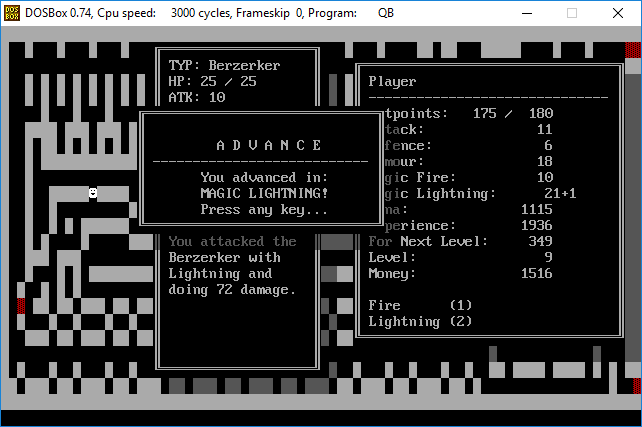 DOSBox 0.74, Cpu speed: 3000 cycles, Frameskip 0, Program: QB
TYP: Berzerker
HP: 25 / 25
ATK: 10
A D V A N C E
You advanced in:
MAGIC LIGHTNING!
Press any key...
You attacked the
Berzerker with
Lightning and
doing 72 damage.
Player
tpoints: 175 / 180
tack: 11
fence: 6
mour: 18
gic Fire: 10
gic Lightning: 21+1
na: 1115
perience: 1936
For Next Level: 349
Level: 9
Money: 1516
Fire (1)
Lightning (2)